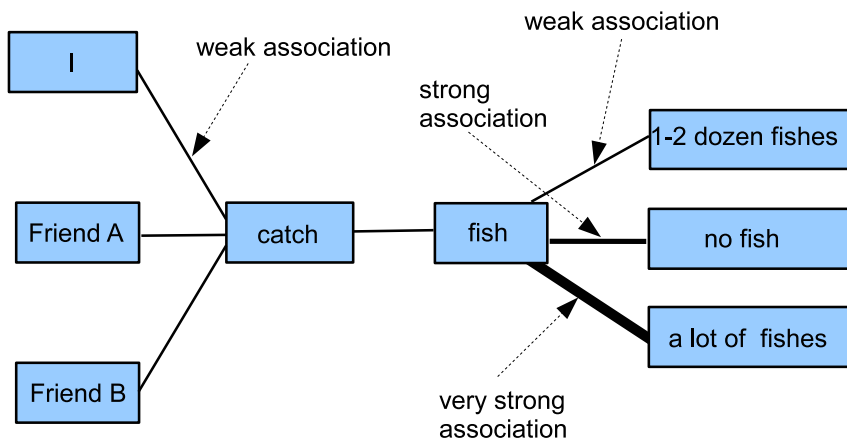 weak association
I
weak association
strong
association
1-2 dozen fishes
Friend A
catch
fish
no fish
a lot of  fishes
Friend B
very strong
association